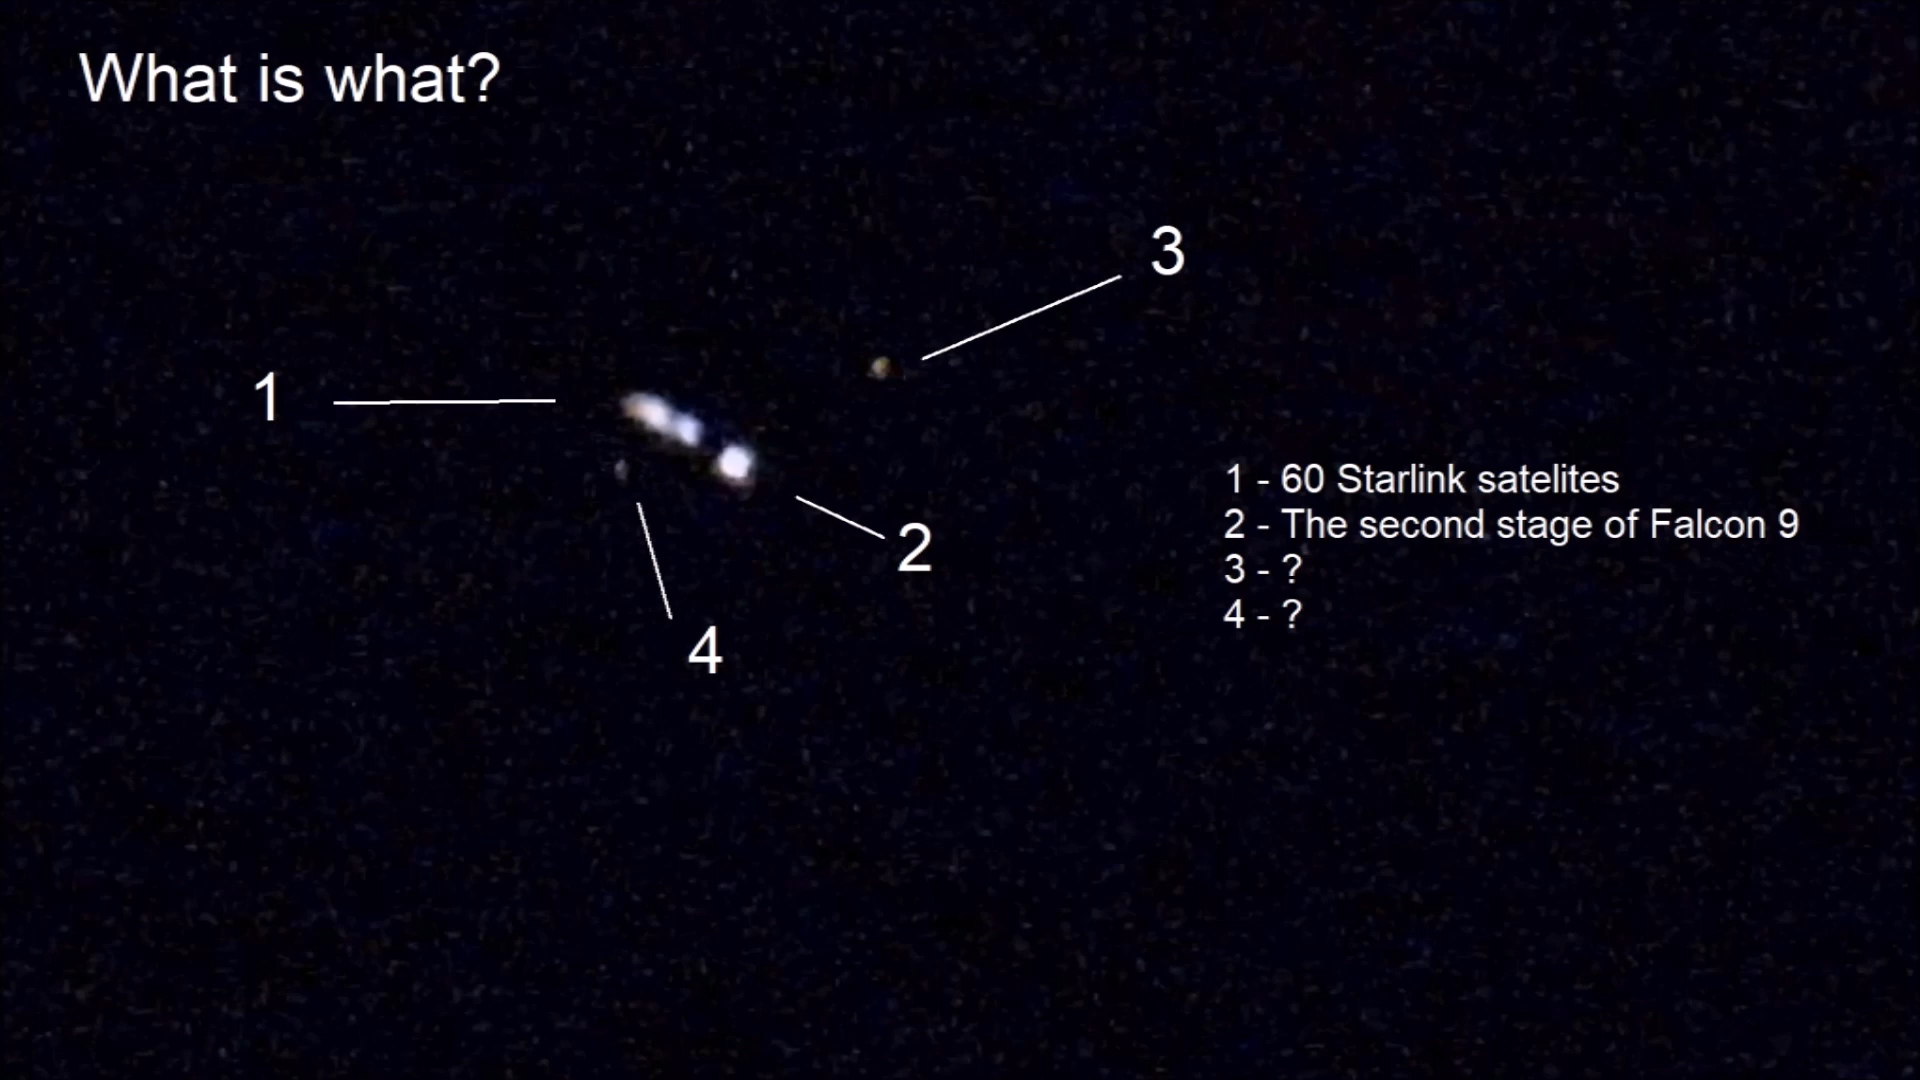 What is what?
3
1
2
4
1 - 60 Starlink satelites
2 - The second stage of Falcon 9
3 - ?
4 - ?